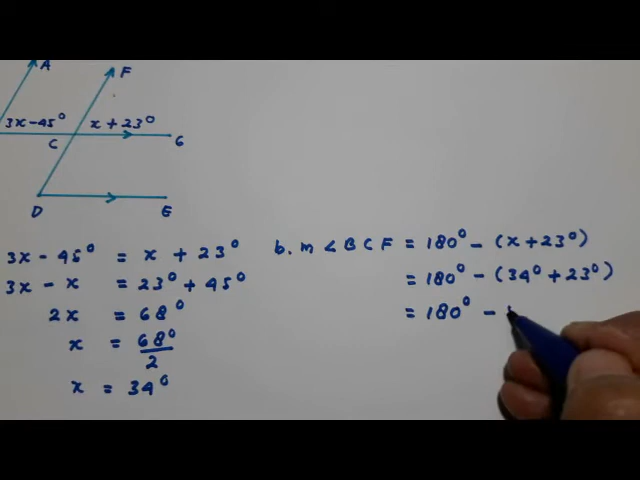 A
F
3x-45°
x+23°
C
G
D
E
3x - 45° = x + 23°
3x - x = 23° + 45°
2x = 68°
x = 68°/2
x = 34°
b. m∠BCF = 180° - (x+23°)
= 180° - (34° + 23°)
= 180° -